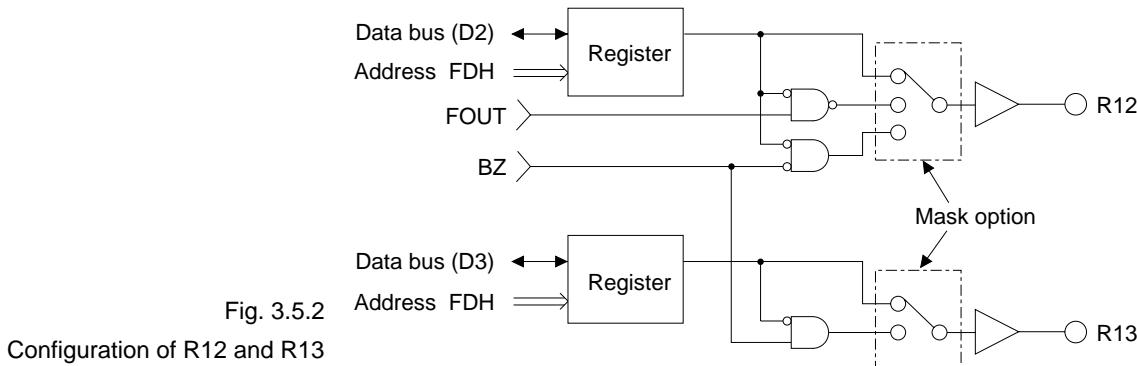 Data bus (D2)
Register
Address FDH
FOUT
R12
BZ
Mask option
Data bus (D3)
Register
Address FDH
R13
Fig. 3.5.2
Configuration of R12 and R13